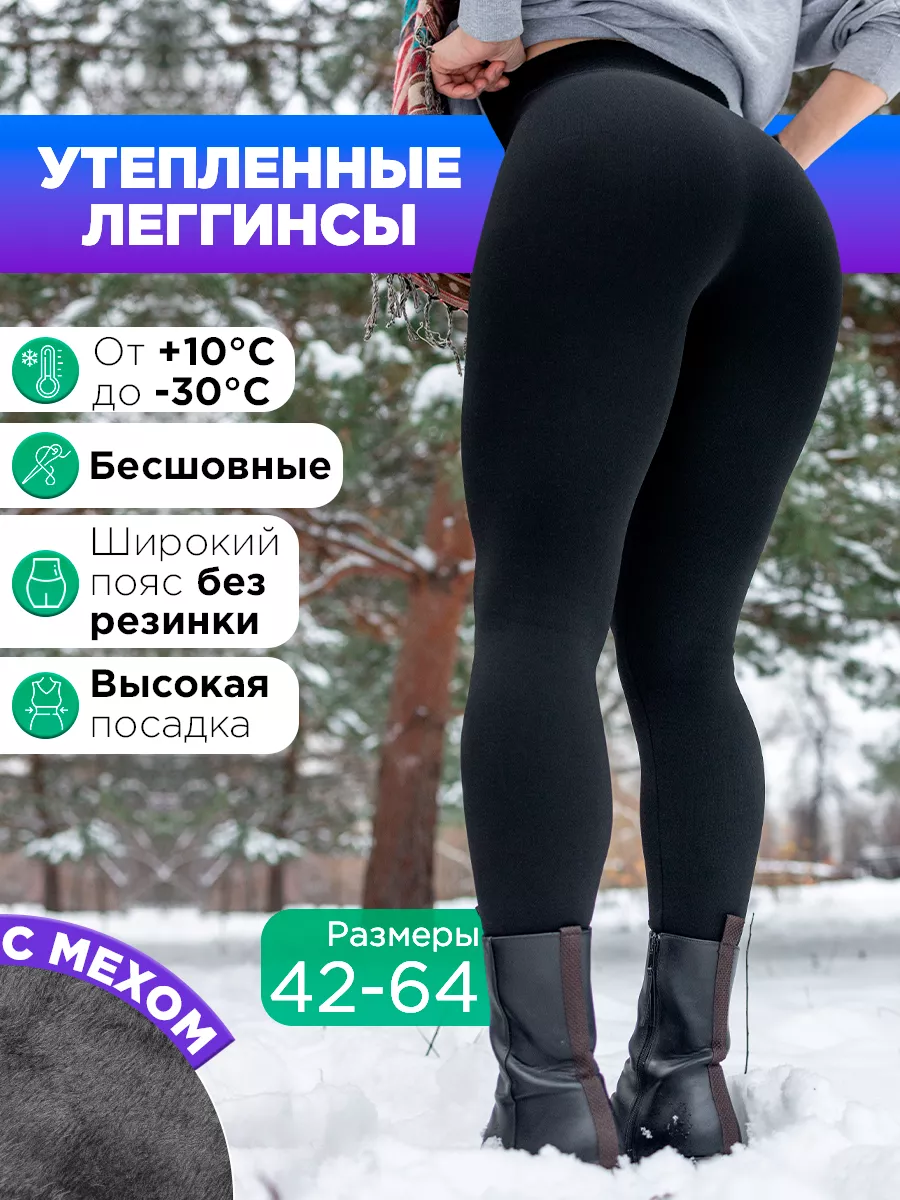 УТЕПЛЕННЫЕ
ЛЕГГИНСЫ
От +10°C
до -30°C
Бесшовные
Широкий
пояс без
резинки
Высокая
посадка
С МЕХОМ
Размеры
42-64